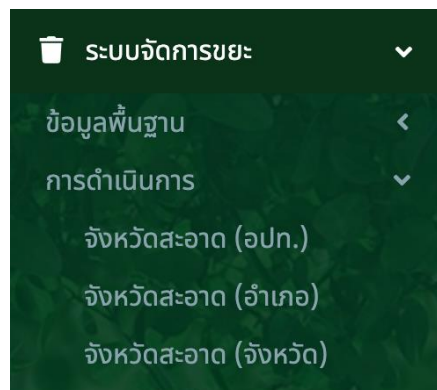 ระบบจัดการขยะ
ข้อมูลพื้นฐาน
การดำเนินการ
จังหวัดสะอาด (อปท.)
จังหวัดสะอาด (อำเภอ)
จังหวัดสะอาด (จังหวัด)